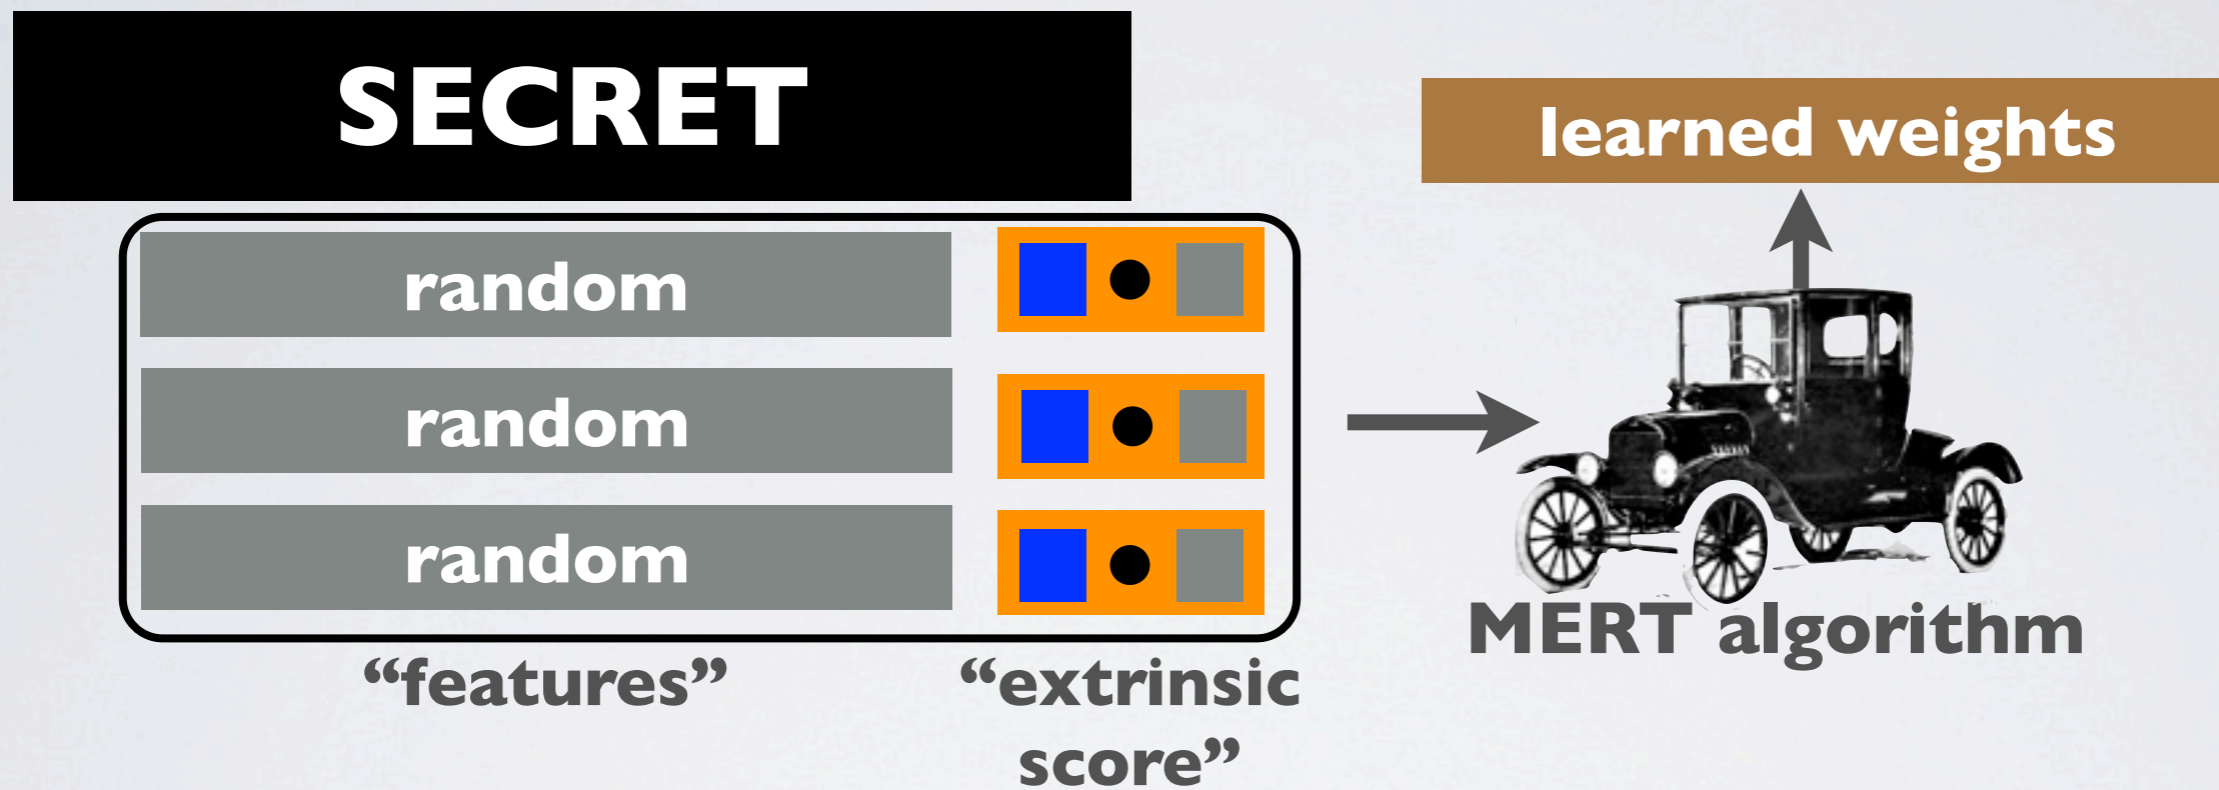 SECRET
learned weights
random
random
random
MERT algorithm
“features”
“extrinsic
score”